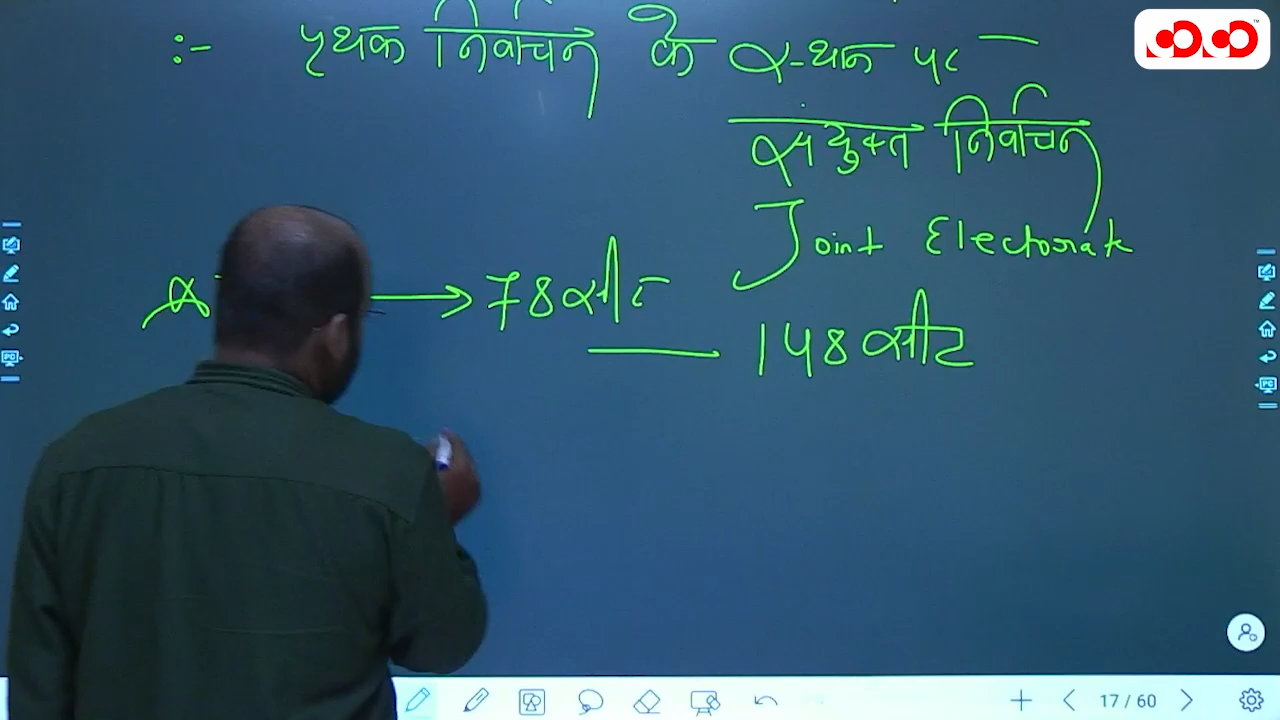 :- पृथक निर्वाचन के स्थान पर
संयुक्त निर्वाचन
Joint Electorate
→ 78 सीट
— 148 सीट
17 / 60